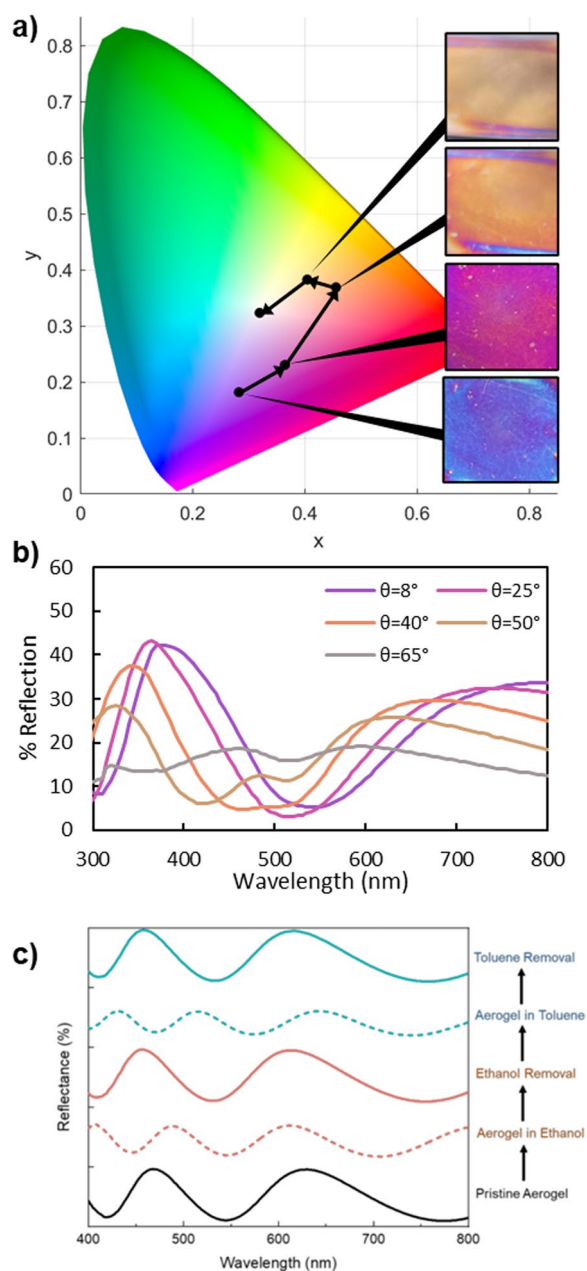 a)
0.8
0.7
0.6
0.5
y
0.4
0.3
0.2
0.1
0
0 0.2 0.4 0.6 0.8
x
b)
60
50
40
30
20
10
0
% Reflection
θ=8° θ=25°
θ=40° θ=50°
θ=65°
300 400 500 600 700 800
Wavelength (nm)
c)
Reflectance (%)
Toluene Removal
Aerogel in Toluene
Ethanol Removal
Aerogel in Ethanol
Pristine Aerogel
400 500 600 700 800
Wavelength (nm)